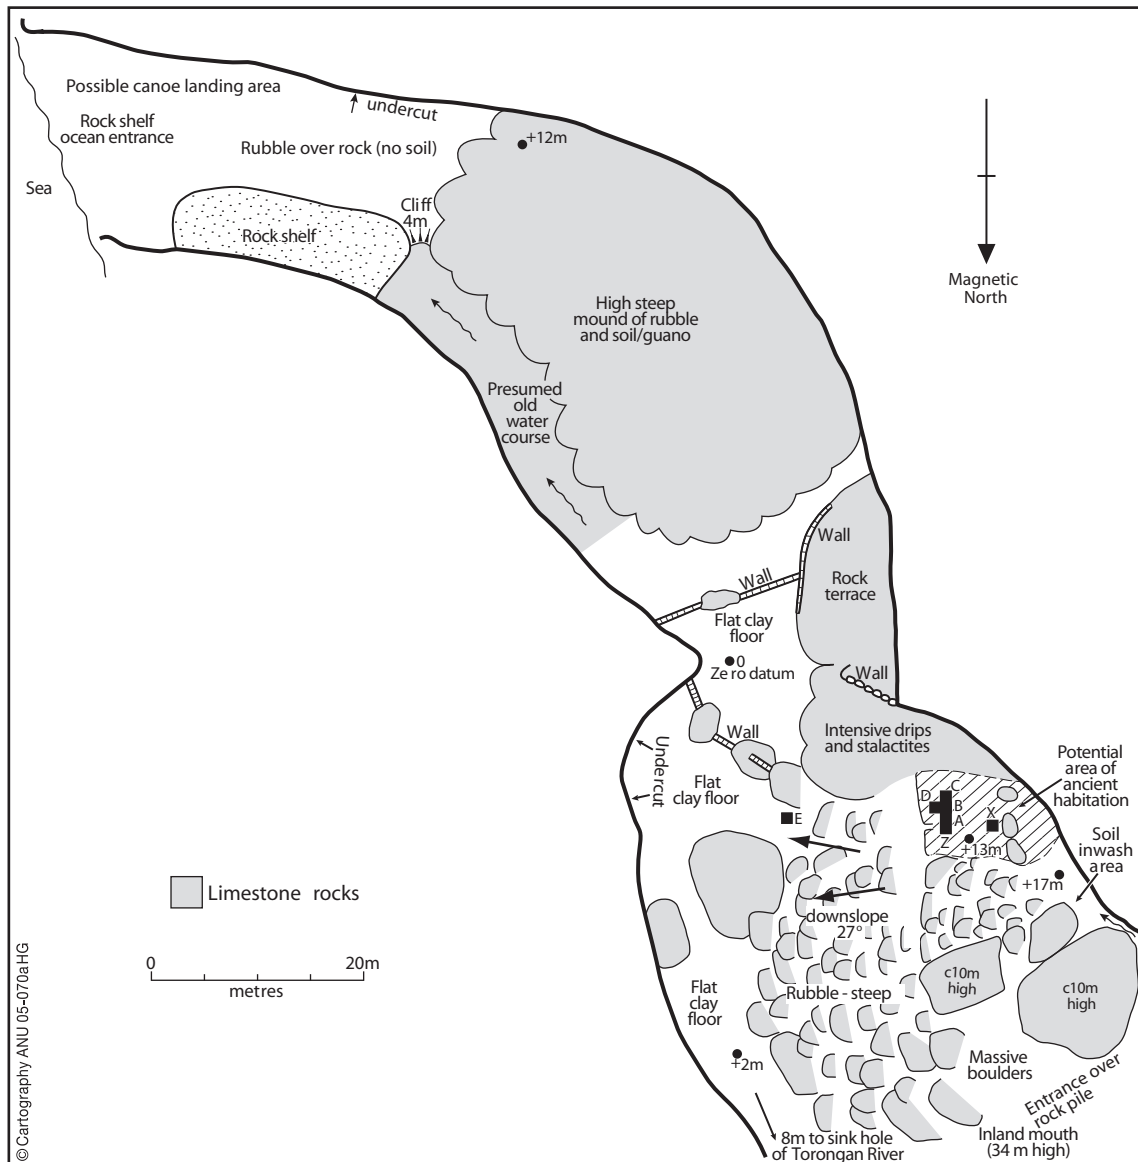 Possible canoe landing area
undercut
Rock shelf
ocean entrance
Rubble over rock (no soil)
+12m
Sea
Cliff
4m
Rock shelf
Magnetic
North
High steep
mound of rubble
and soil/guano
Presumed
old
water
course
Wall
Wall
Rock
terrace
Flat clay
floor
0
Ze ro datum
Wall
Wall
Intensive drips
and stalactites
Undercut
Flat
clay floor
Potential
area of
ancient
habitation
C
D
B
A
X
E
Z
+13m
Soil
inwash
area
+17m
Limestone rocks
downslope
27°
0
20m
metres
Flat
clay
floor
Rubble - steep
c10m
high
c10m
high
+2m
Massive
boulders
Entrance over
rock pile
8m to sink hole
of Torongan River
Inland mouth
(34 m high)
© Cartography ANU 05-070aHG